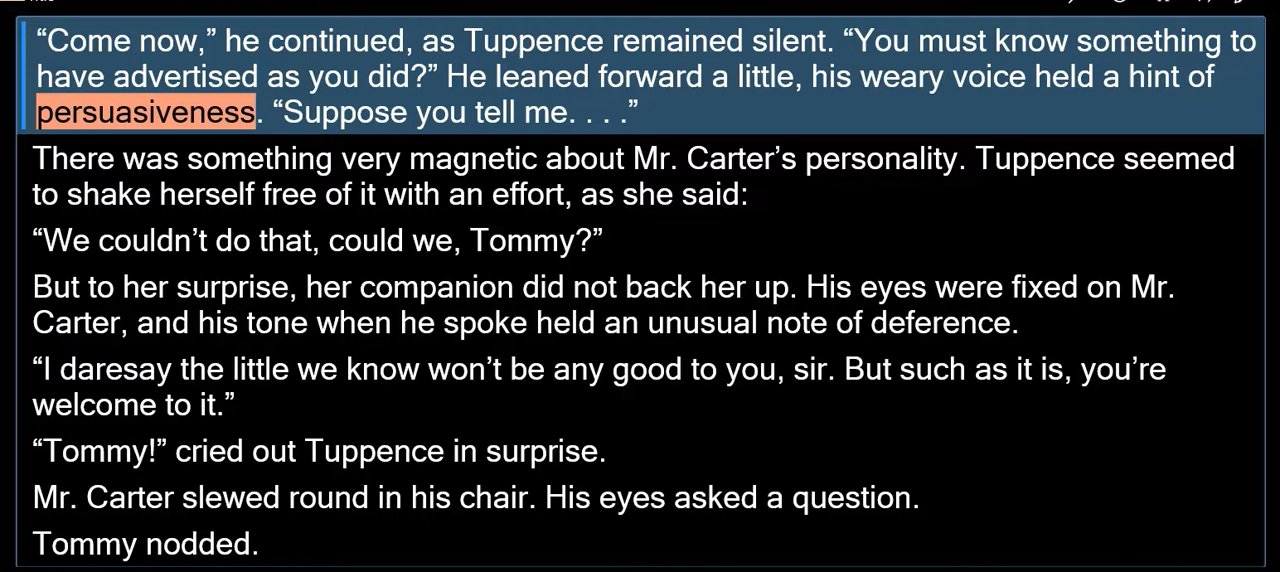 “Come now,” he continued, as Tuppence remained silent. “You must know something to
have advertised as you did?” He leaned forward a little, his weary voice held a hint of
persuasiveness. “Suppose you tell me. . . .”
There was something very magnetic about Mr. Carter’s personality. Tuppence seemed
to shake herself free of it with an effort, as she said:
“We couldn’t do that, could we, Tommy?”
But to her surprise, her companion did not back her up. His eyes were fixed on Mr.
Carter, and his tone when he spoke held an unusual note of deference.
“I daresay the little we know won’t be any good to you, sir. But such as it is, you’re
welcome to it.”
“Tommy!” cried out Tuppence in surprise.
Mr. Carter slewed round in his chair. His eyes asked a question.
Tommy nodded.